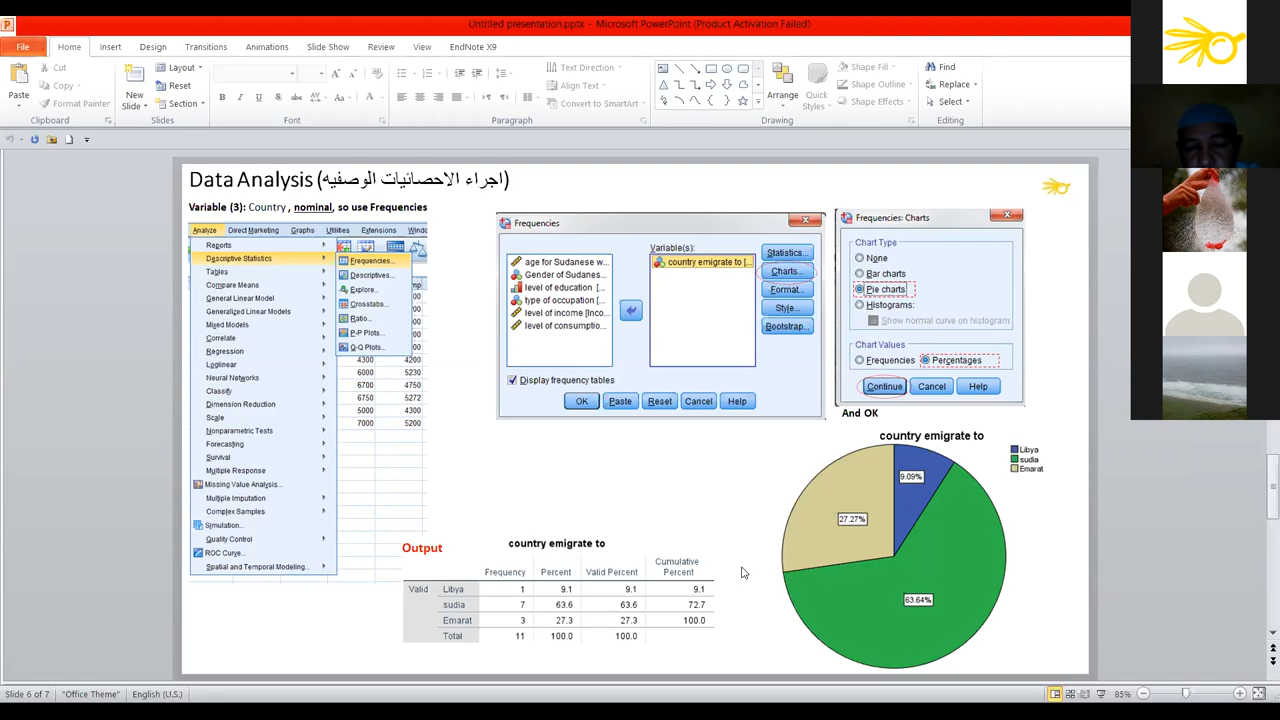 Untitled presentation.pptx - Microsoft PowerPoint (Product Activation Failed)
File Home Insert Design Transitions Animations Slide Show Review View EndNote X9
Paste Cut Copy Format Painter Clipboard
New Slide Layout Reset Section Slides
Font
Text Direction Align Text Convert to SmartArt Paragraph
Arrange Quick Styles Shape Fill Shape Outline Shape Effects Drawing
Find Replace Select Editing
Data Analysis (اجراء الاحصائيات الوصفيه)
Variable (3): Country , nominal, so use Frequencies
Analyze Direct Marketing Graphs Utilities Extensions Windo
Reports
Descriptive Statistics
Tables
Compare Means
General Linear Model
Generalized Linear Models
Mixed Models
Correlate
Regression
Loglinear
Neural Networks
Classify
Dimension Reduction
Scale
Nonparametric Tests
Forecasting
Survival
Multiple Response
Missing Value Analysis...
Multiple Imputation
Complex Samples
Simulation...
Quality Control
ROC Curve...
Spatial and Temporal Modeling...
Frequencies...
Descriptives...
Explore...
Crosstabs...
Ratio...
P-P Plots...
Q-Q Plots...
4300 4200
6000 5230
6700 4750
6750 5272
5000 4300
7000 5200
Frequencies
Variable(s):
age for Sudanese w...
Gender of Sudanes...
level of education [...
type of occupation [...
level of income [Inco...
level of consumptio...
country emigrate to [...
Statistics...
Charts...
Format...
Style...
Bootstrap...
Display frequency tables
OK Paste Reset Cancel Help
Frequencies: Charts
Chart Type
None
Bar charts
Pie charts
Histograms:
Show normal curve on histogram
Chart Values
Frequencies Percentages
Continue Cancel Help
And OK
country emigrate to
Libya
sudia
Emarat
9.09%
27.27%
63.64%
Output
country emigrate to
Frequency Percent Valid Percent Cumulative Percent
Valid Libya 1 9.1 9.1 9.1
sudia 7 63.6 63.6 72.7
Emarat 3 27.3 27.3 100.0
Total 11 100.0 100.0
Slide 6 of 7 "Office Theme" English (U.S.) 85%